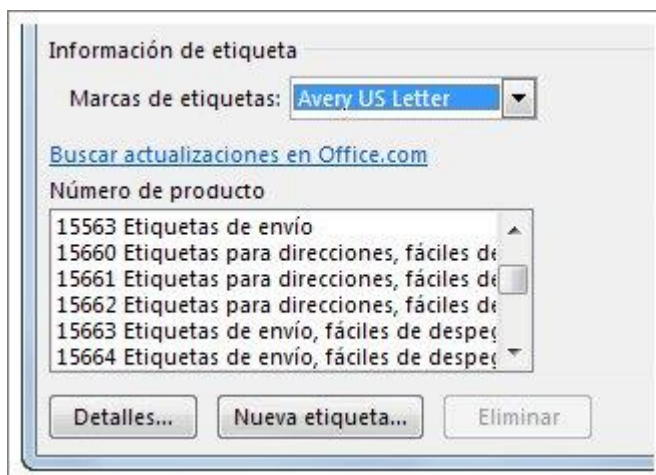 Información de etiqueta
Marcas de etiquetas: Avery US Letter
Buscar actualizaciones en Office.com
Número de producto
15563 Etiquetas de envío
15660 Etiquetas para direcciones, fáciles de
15661 Etiquetas para direcciones, fáciles de
15662 Etiquetas para direcciones, fáciles de
15663 Etiquetas de envío, fáciles de despeg
15664 Etiquetas de envío, fáciles de despeg
Detalles... Nueva etiqueta... Eliminar